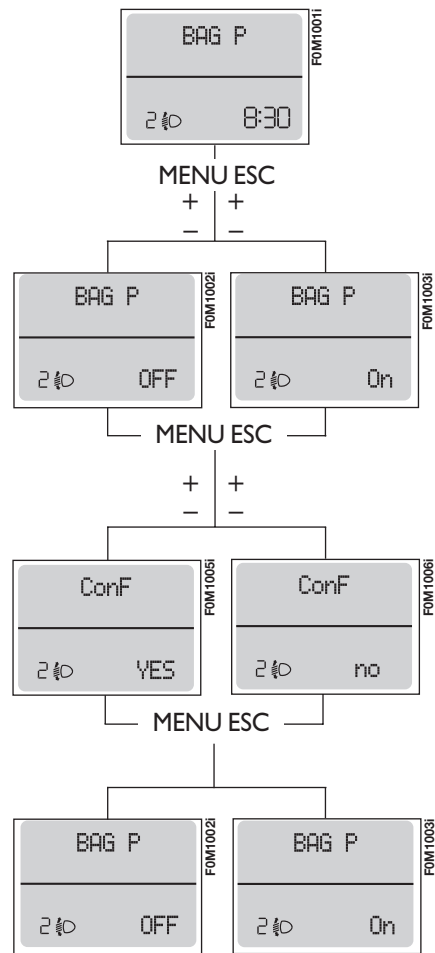 BAG P
F0M1001i
2 8:30
MENU ESC
+ +
– –
BAG P
F0M1002i
2 OFF
BAG P
F0M1003i
2 On
MENU ESC
+ +
– –
ConF
F0M1005i
2 YES
ConF
F0M1006i
2 no
MENU ESC
BAG P
F0M1002i
2 OFF
BAG P
F0M1003i
2 On